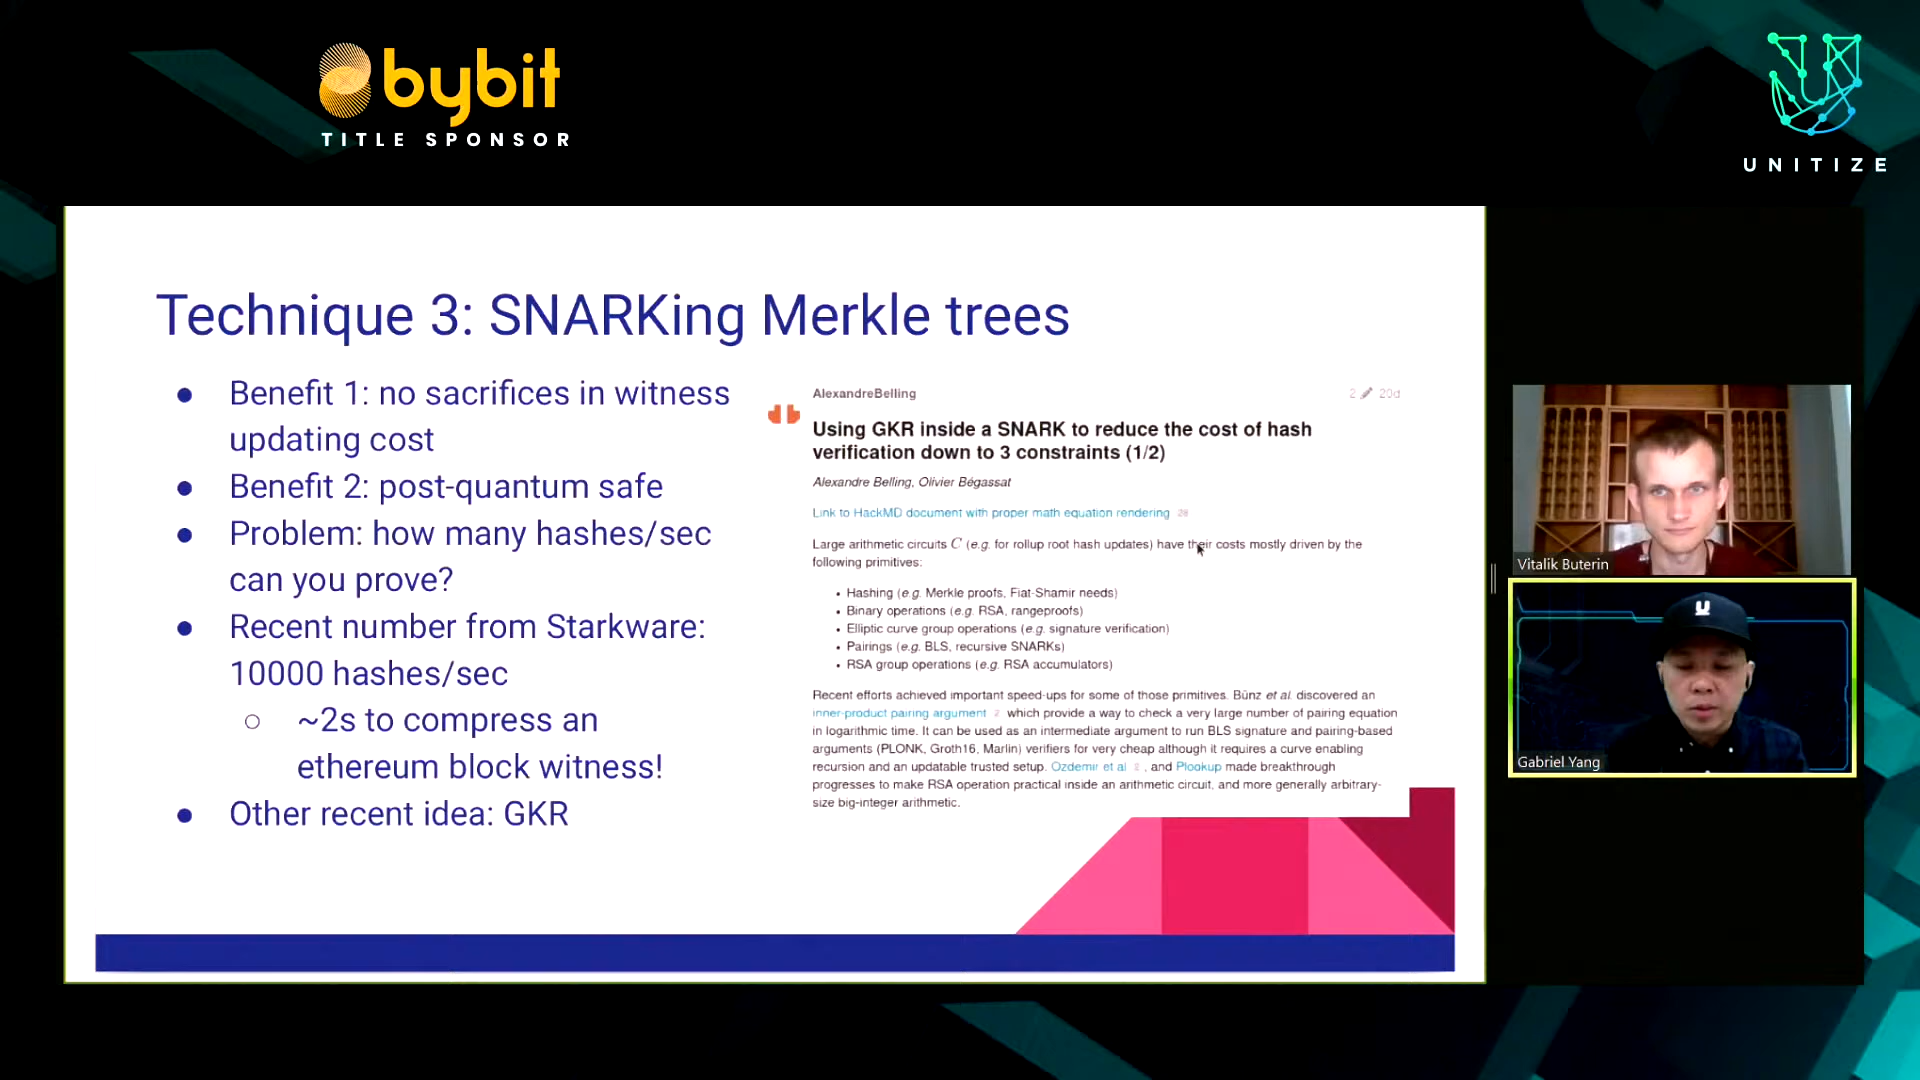 bybit
TITLE SPONSOR
UNITIZE
Technique 3: SNARKing Merkle trees
● Benefit 1: no sacrifices in witness
updating cost
● Benefit 2: post-quantum safe
● Problem: how many hashes/sec
can you prove?
● Recent number from Starkware:
10000 hashes/sec
○ ~2s to compress an
ethereum block witness!
● Other recent idea: GKR
AlexandreBelling
2 20d
Using GKR inside a SNARK to reduce the cost of hash
verification down to 3 constraints (1/2)
Alexandre Belling, Olivier Bégassat
Link to HackMD document with proper math equation rendering 28
Large arithmetic circuits C (e.g. for rollup root hash updates) have their costs mostly driven by the
following primitives:
• Hashing (e.g. Merkle proofs, Fiat-Shamir needs)
• Binary operations (e.g. RSA, rangeproofs)
• Elliptic curve group operations (e.g. signature verification)
• Pairings (e.g. BLS, recursive SNARKs)
• RSA group operations (e.g. RSA accumulators)
Recent efforts achieved important speed-ups for some of those primitives. Bünz et al. discovered an
inner-product pairing argument 2 which provide a way to check a very large number of pairing equation
in logarithmic time. It can be used as an intermediate argument to run BLS signature and pairing-based
arguments (PLONK, Groth16, Marlin) verifiers for very cheap although it requires a curve enabling
recursion and an updatable trusted setup. Ozdemir et al , and Plookup made breakthrough
progresses to make RSA operation practical inside an arithmetic circuit, and more generally arbitrary-
size big-integer arithmetic.
Vitalik Buterin
Gabriel Yang